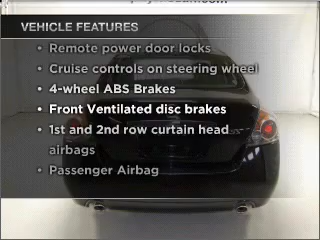 VEHICLE FEATURES
• Remote power door locks
• Cruise controls on steering wheel
• 4-wheel ABS Brakes
• Front Ventilated disc brakes
• 1st and 2nd row curtain head
airbags
• Passenger Airbag